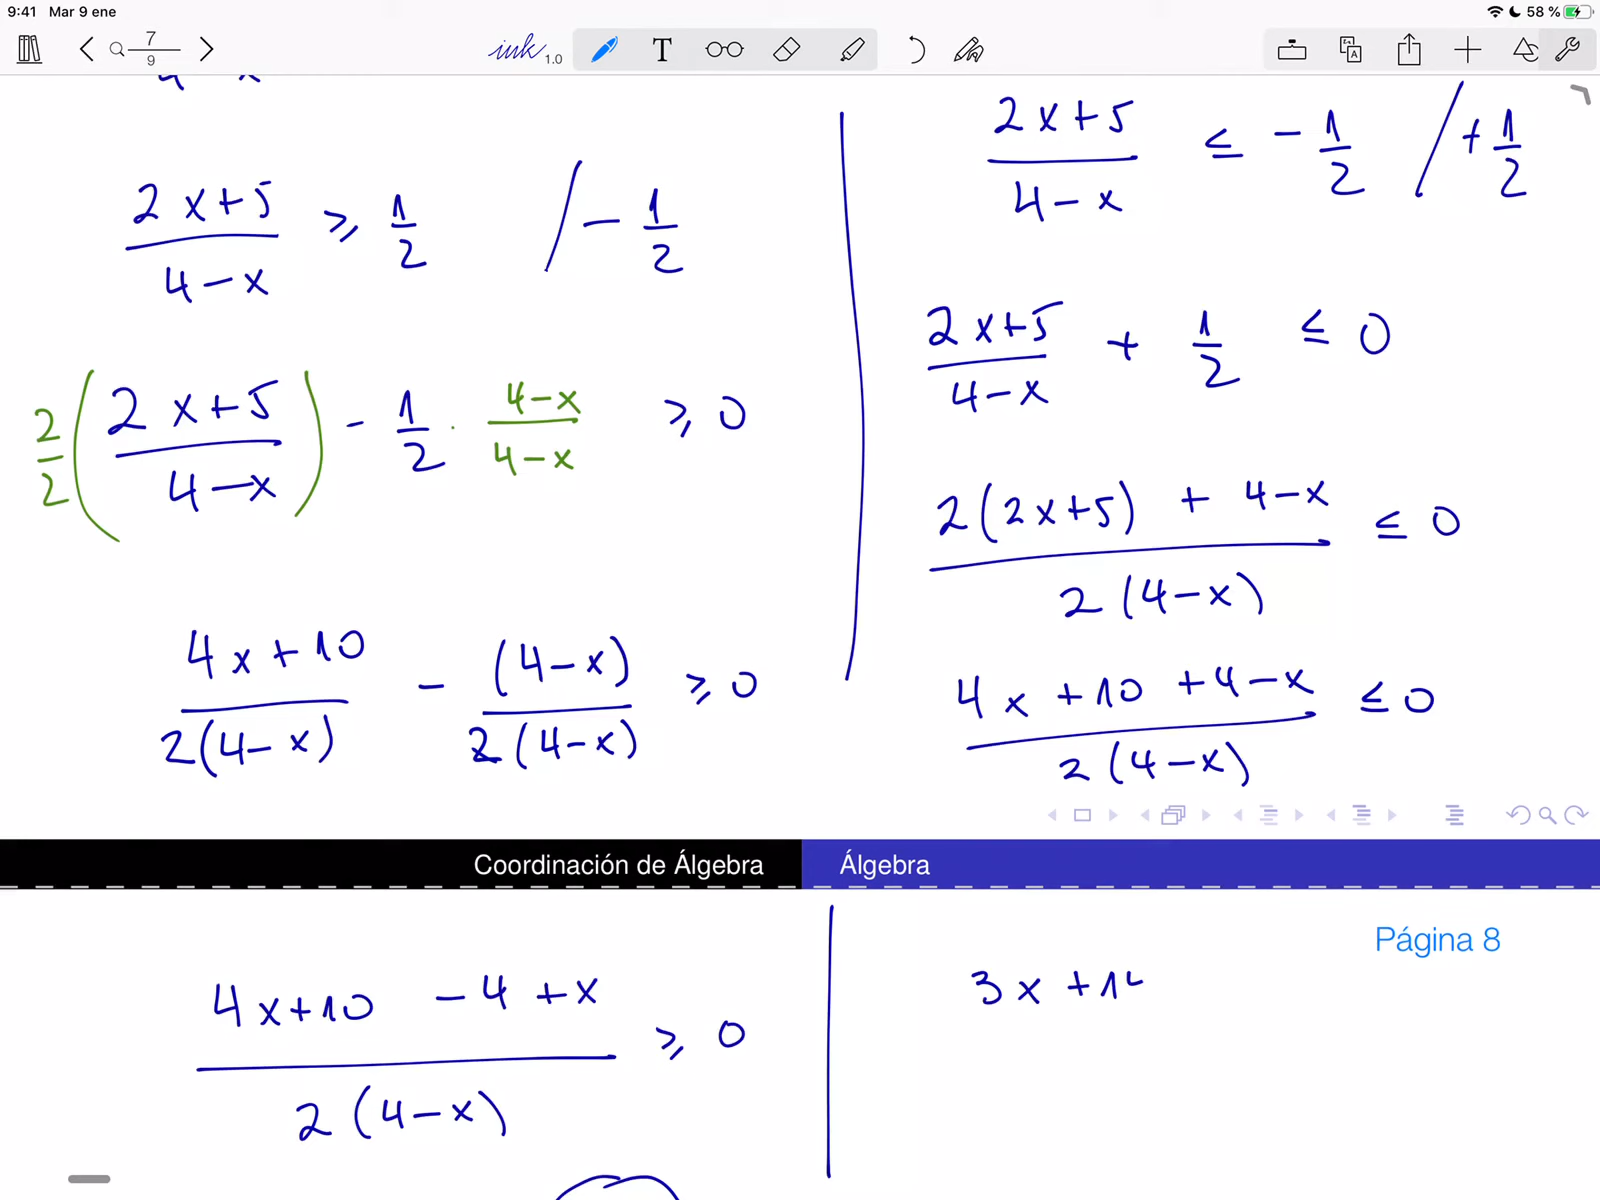 9:41 Mar 9 ene 58 %
7/9 ink 1.0 T
(2x+5)/(4-x) ≥ 1/2 / - 1/2
2/2 ((2x+5)/(4-x)) - 1/2 · (4-x)/(4-x) ≥ 0
(4x+10)/(2(4-x)) - (4-x)/(2(4-x)) ≥ 0
(2x+5)/(4-x) ≤ - 1/2 / + 1/2
(2x+5)/(4-x) + 1/2 ≤ 0
(2(2x+5) + 4-x)/(2(4-x)) ≤ 0
(4x+10+4-x)/(2(4-x)) ≤ 0
Coordinación de Álgebra Álgebra
Página 8
(4x+10 -4+x)/(2(4-x)) ≥ 0
3x+14